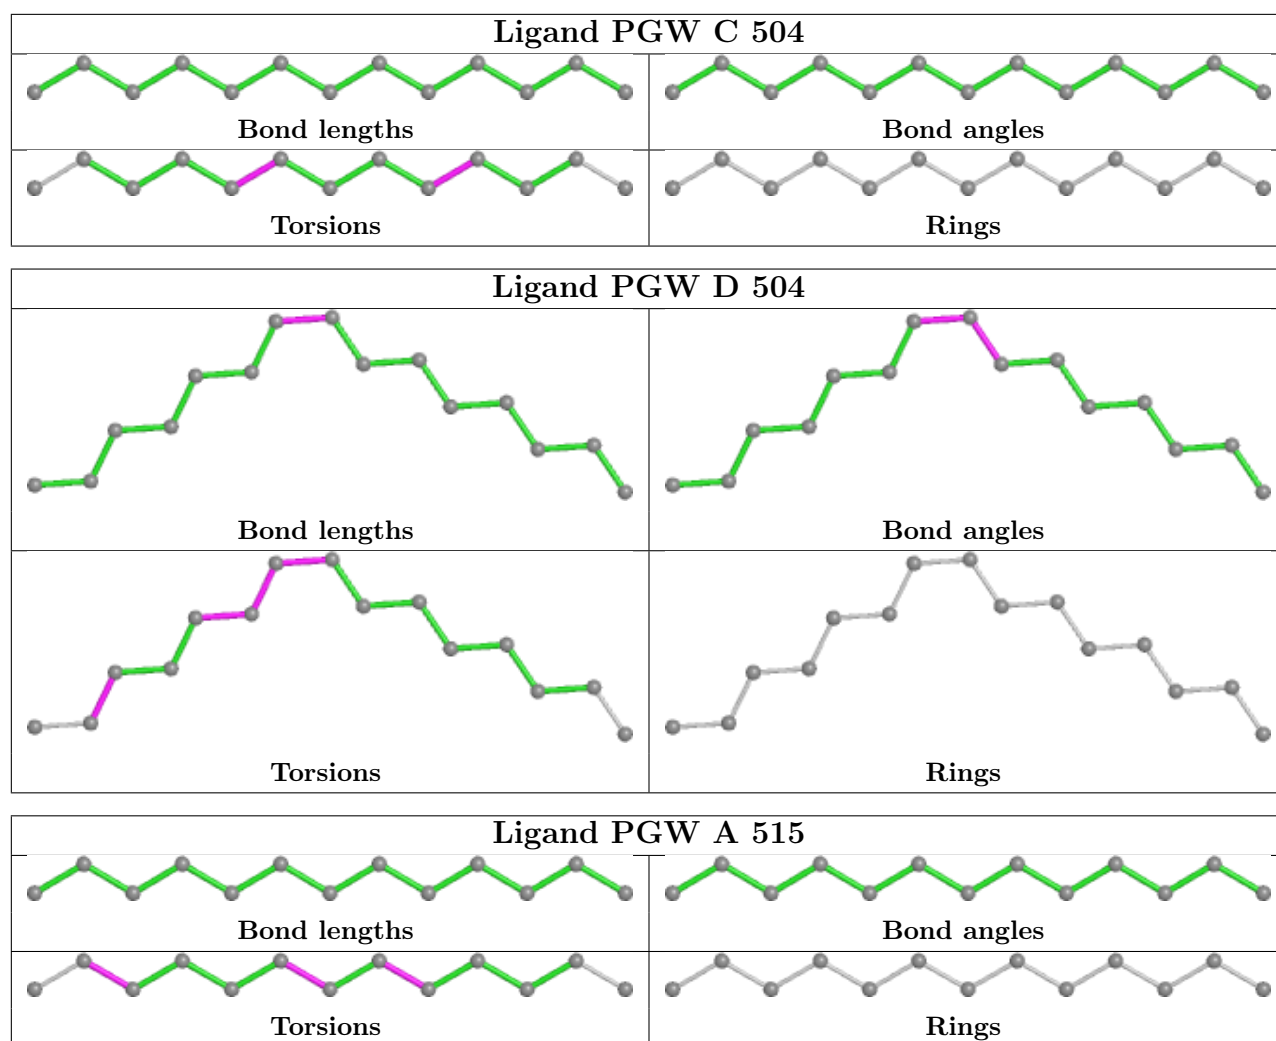 Ligand PGW C 504
Bond lengths
Bond angles
Torsions
Rings
Ligand PGW D 504
Bond lengths
Bond angles
Torsions
Rings
Ligand PGW A 515
Bond lengths
Bond angles
Torsions
Rings